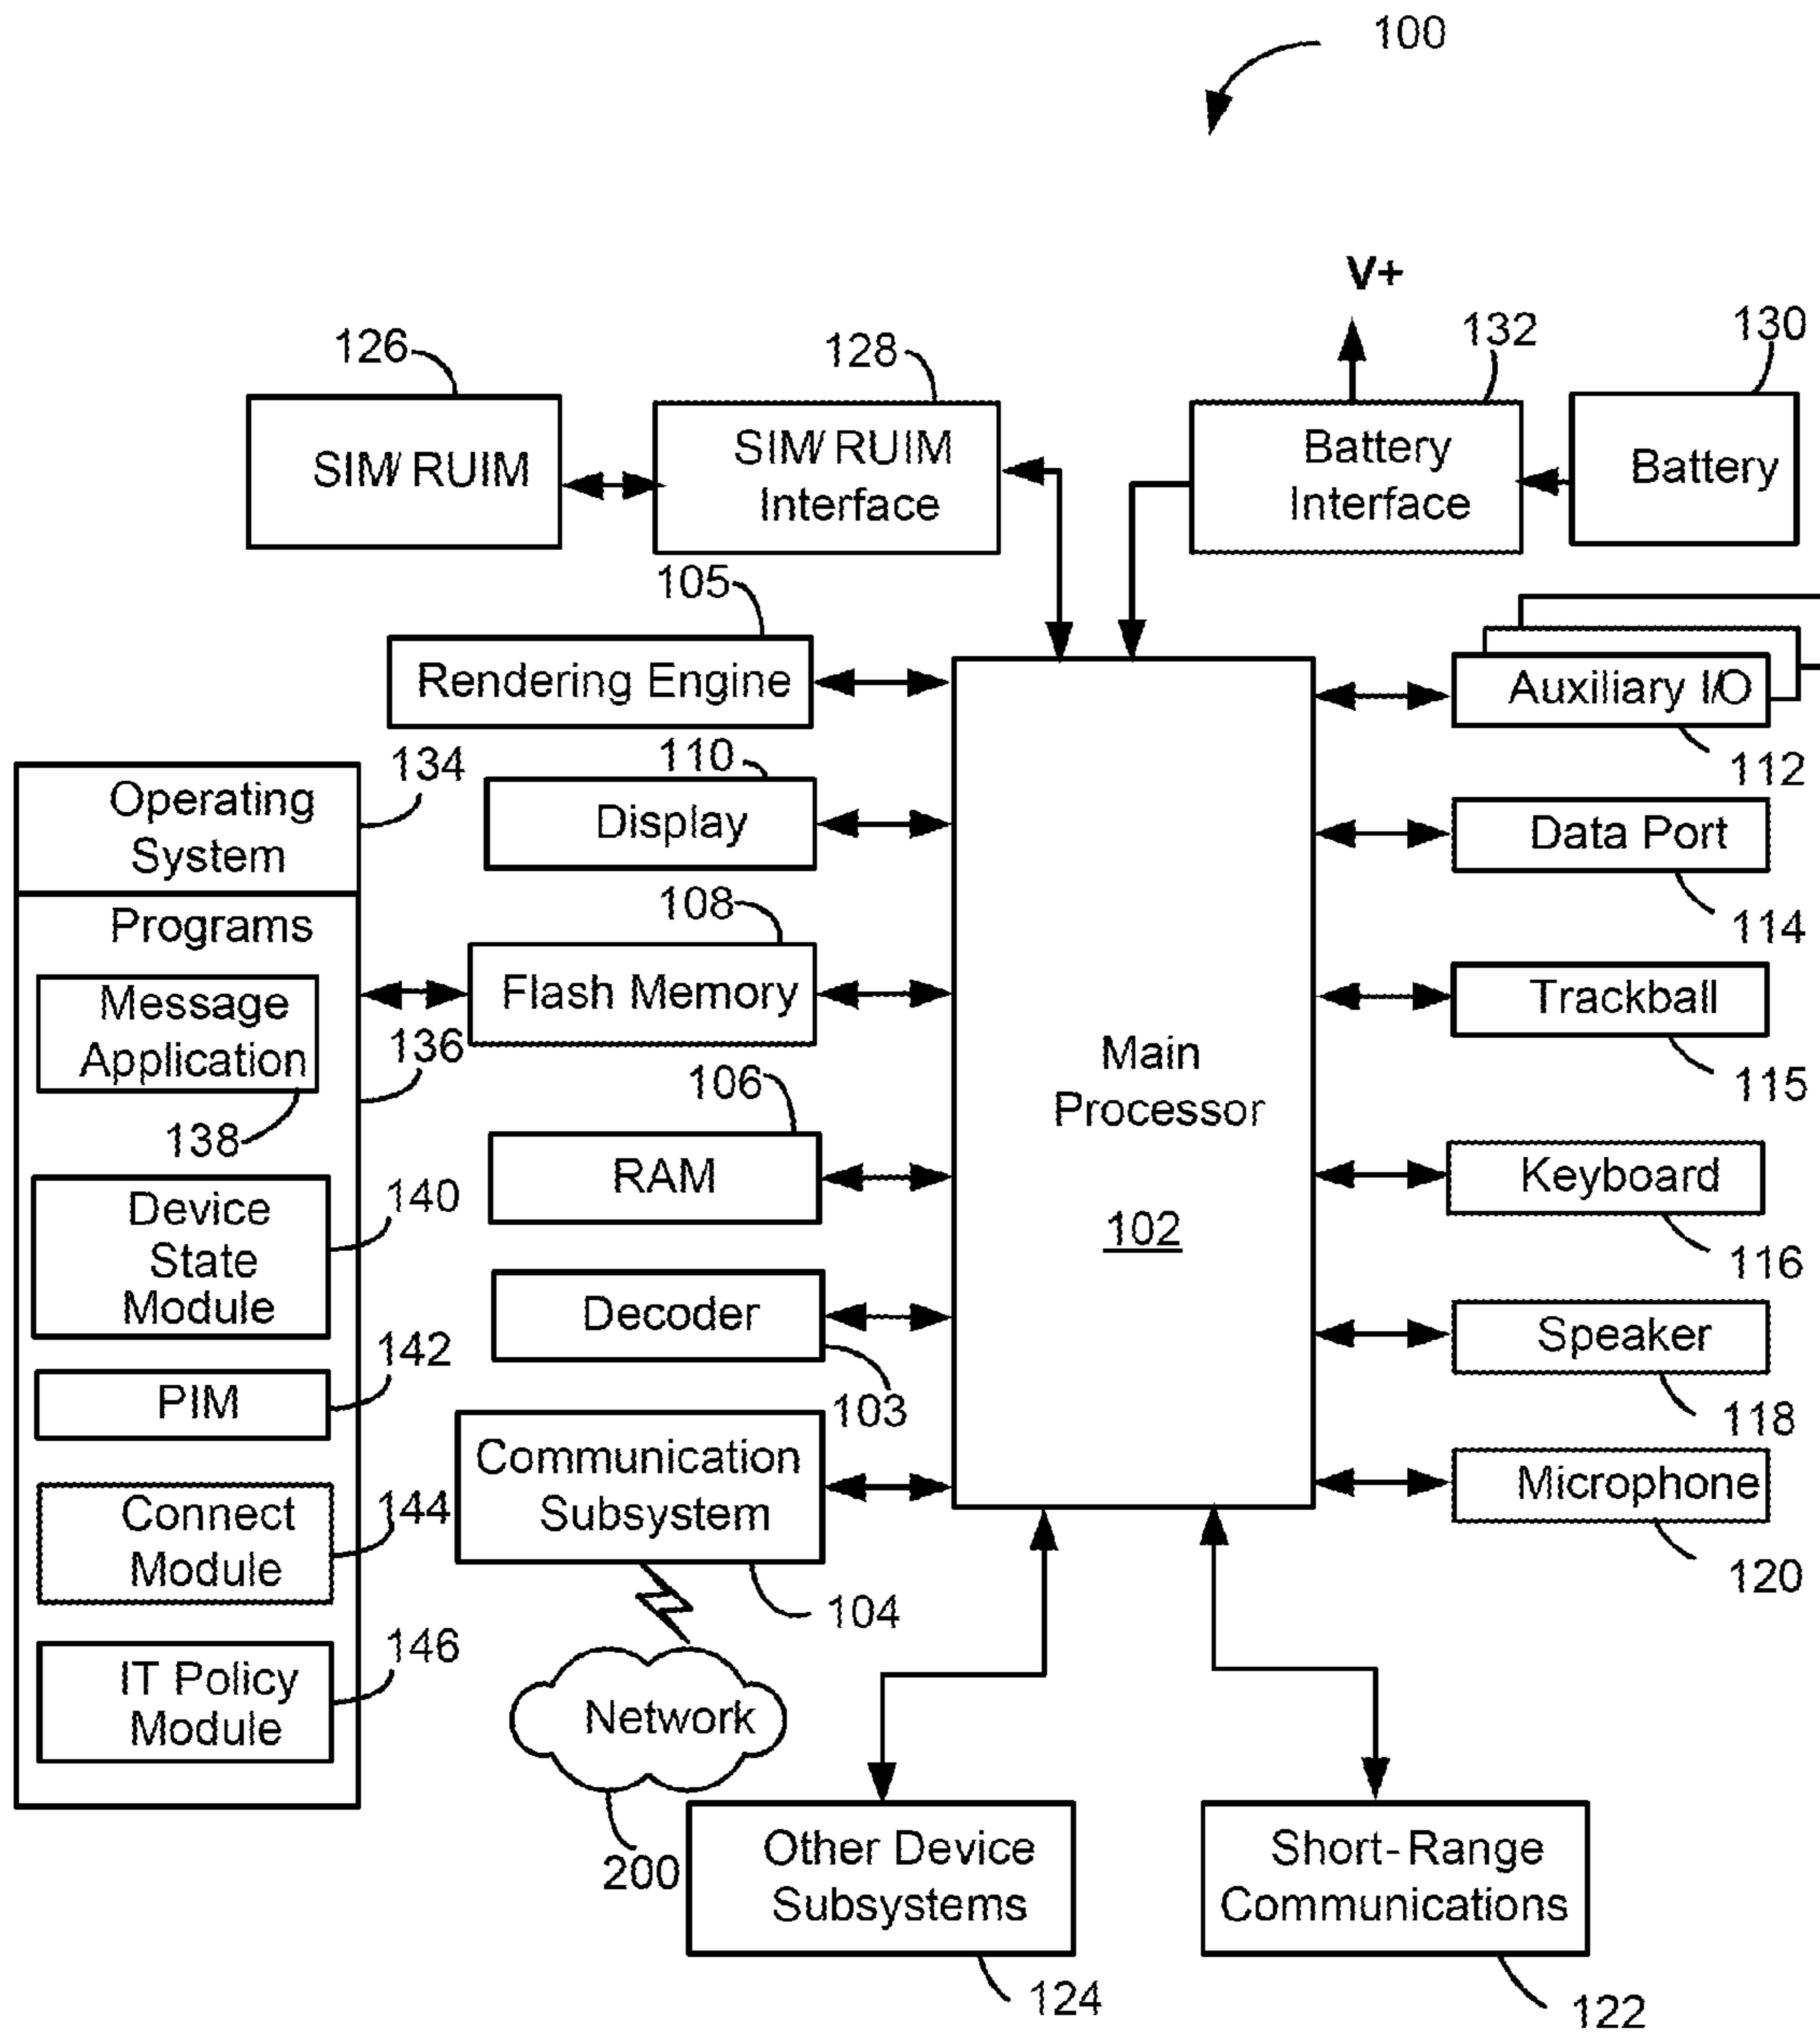 100
V+
126
128
132
130
SIM/RUIM
SIM/RUIM
Interface
Battery
Interface
Battery
105
Rendering Engine
Auxiliary I/O
112
134
Operating
System
110
Display
Data Port
114
Programs
108
Flash Memory
Trackball
115
Message
Application
138
136
Main
Processor
102
106
RAM
Keyboard
116
Device
State
Module
140
Decoder
103
Speaker
118
142
PIM
Communication
Subsystem
104
Microphone
120
Connect
Module
144
IT Policy
Module
146
Network
200
Other Device
Subsystems
124
Short-Range
Communications
122